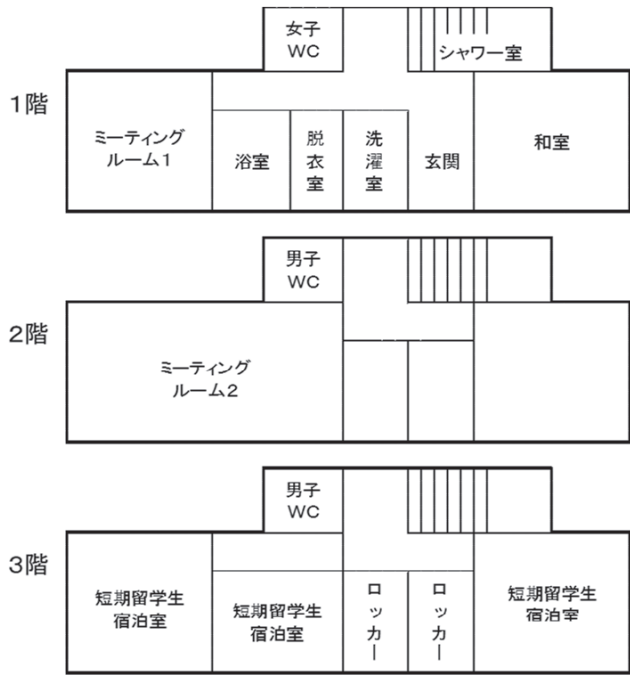 1階
女子
WC
シャワー室
ミーティング
ルーム1
浴室
脱衣室
洗濯室
玄関
和室
2階
男子
WC
ミーティング
ルーム2
3階
男子
WC
短期留学生
宿泊室
短期留学生
宿泊室
ロッカー
ロッカー
短期留学生
宿泊室